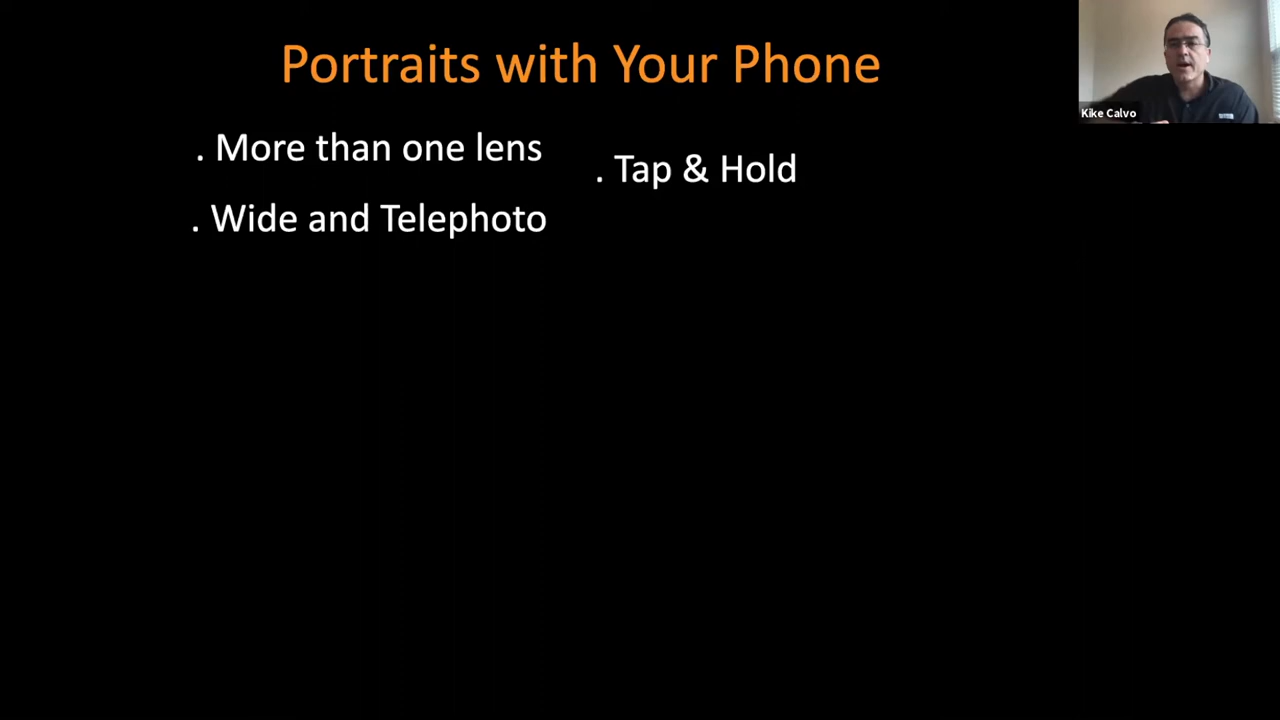 Portraits with Your Phone
. More than one lens
. Wide and Telephoto
. Tap & Hold
Kike Calvo